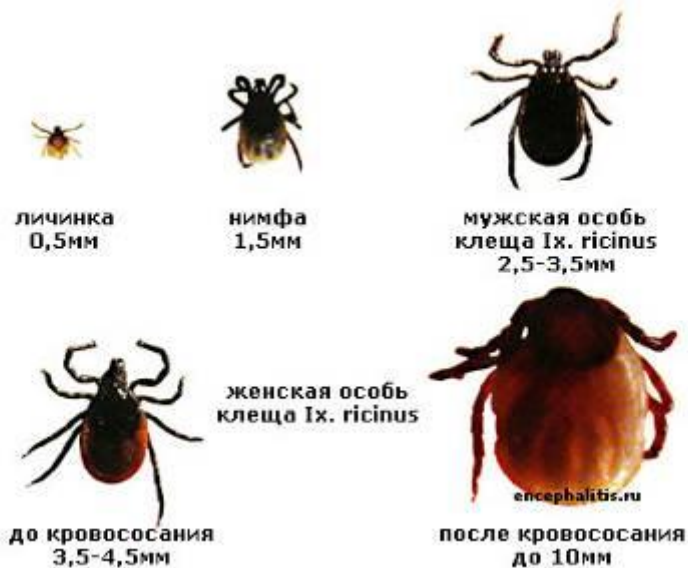 личинка
0,5мм
нимфа
1,5мм
мужская особь
клеща Ix. ricinus
2,5-3,5мм
женская особь
клеща Ix. ricinus
encephalitis.ru
до кровососания
3,5-4,5мм
после кровососания
до 10мм